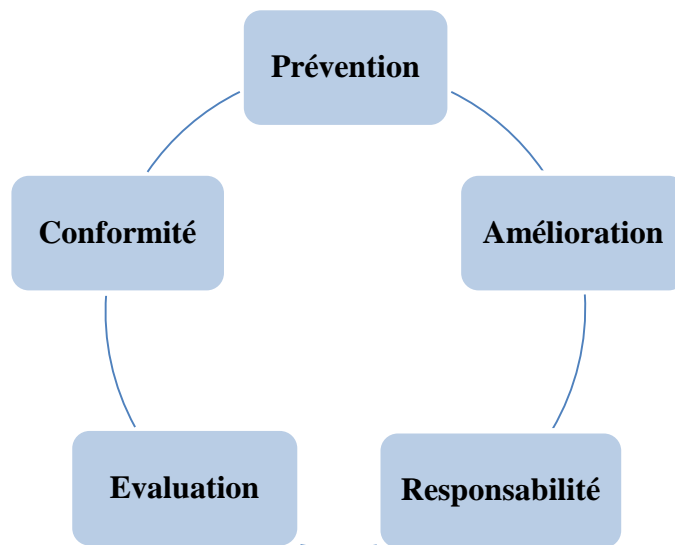 Prévention
Conformité
Amélioration
Evaluation
Responsabilité